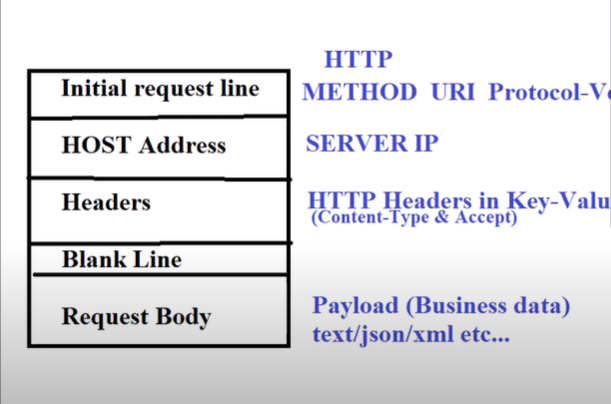 HTTP
Initial request line METHOD URI
HOST Address SERVER IP
Headers HTTP Headers in
(Content-Type & Accept)
Blank Line
Request Body Payload (Business data)
text/json/xml etc...